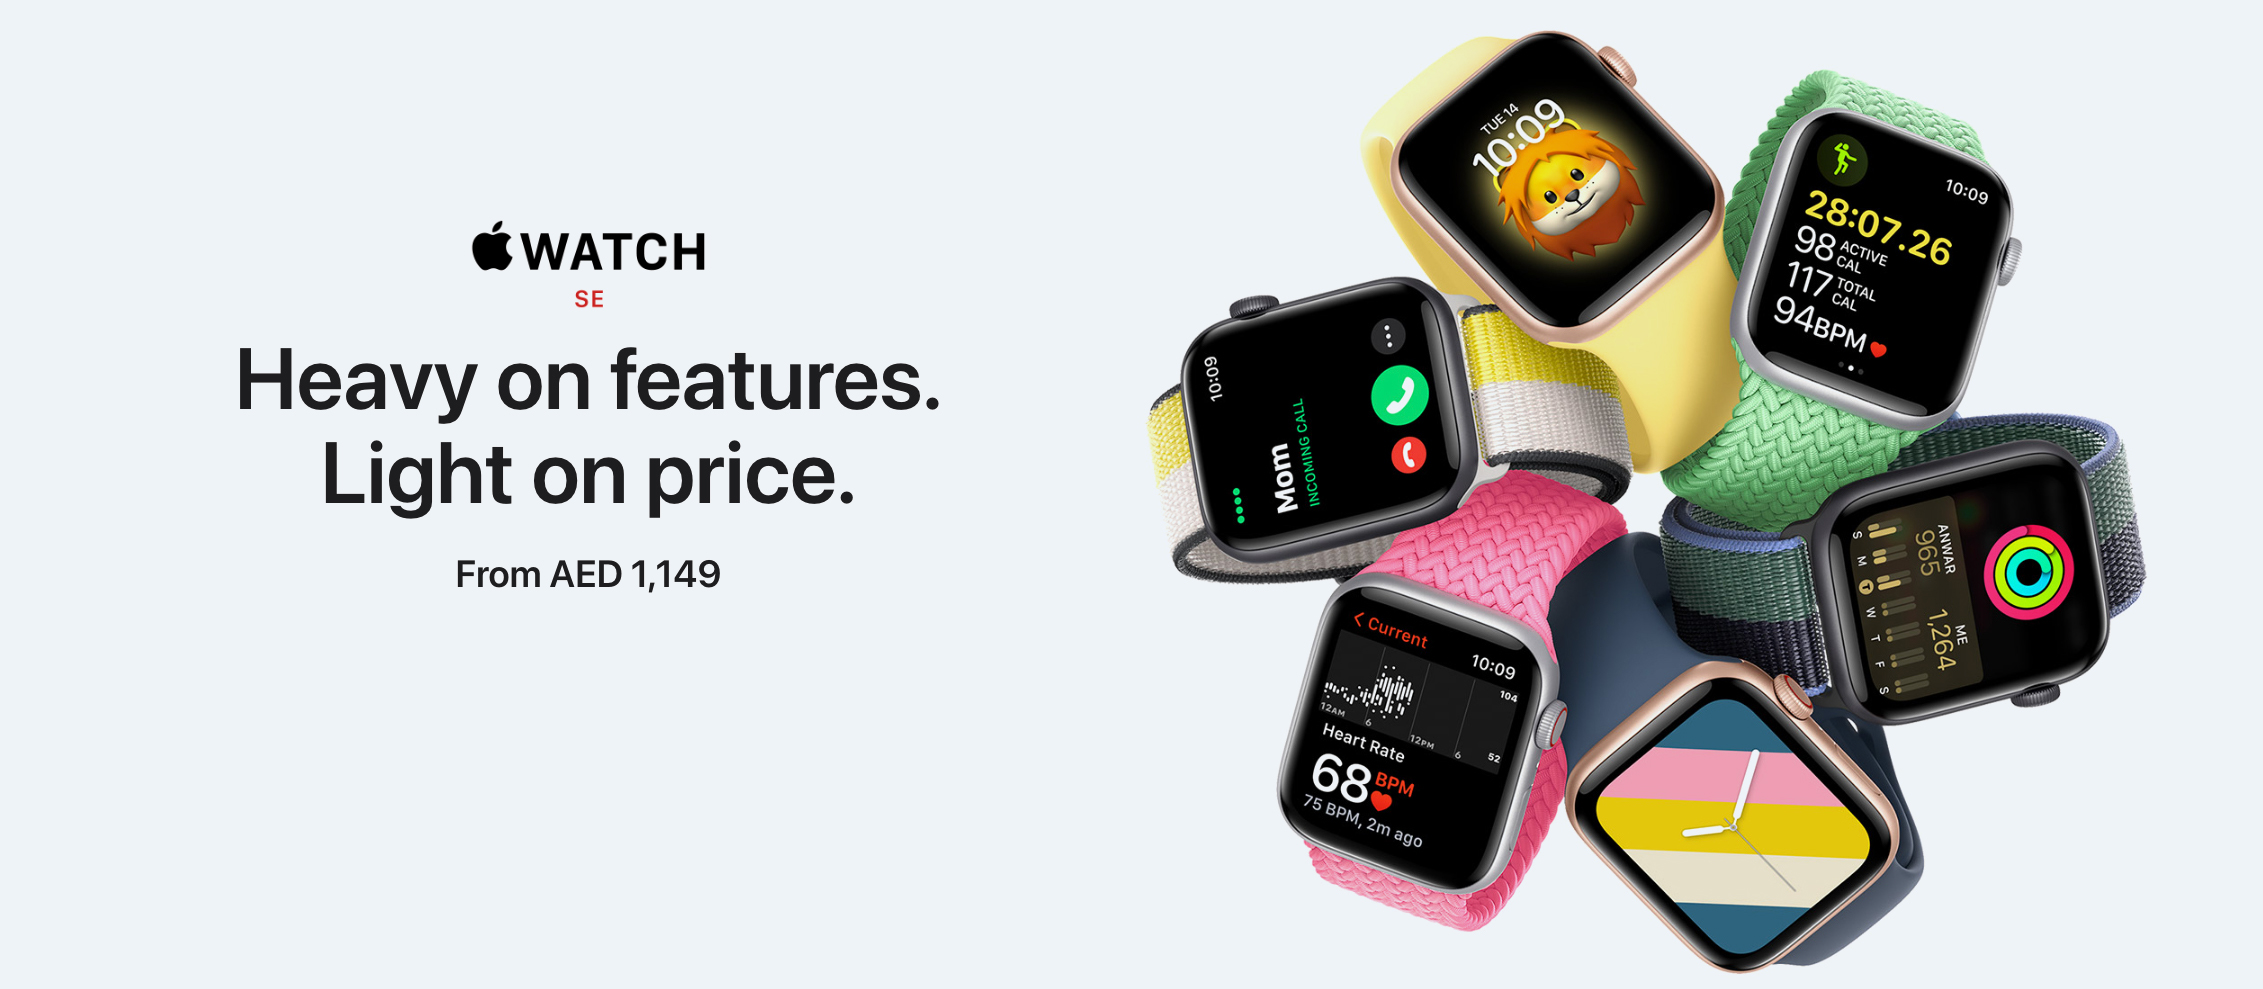 WATCH
SE
Heavy on features.
Light on price.
From AED 1,149
TUE 14
10:09
10:09
28:07.26
98 ACTIVE CAL
117 TOTAL CAL
94BPM
10:09
Mom
INCOMING CALL
ANWAR
965
ME
1,264
S M T W T F S
Current
10:09
104
12AM 6 12PM 6 52
Heart Rate
68 BPM
75 BPM, 2m ago